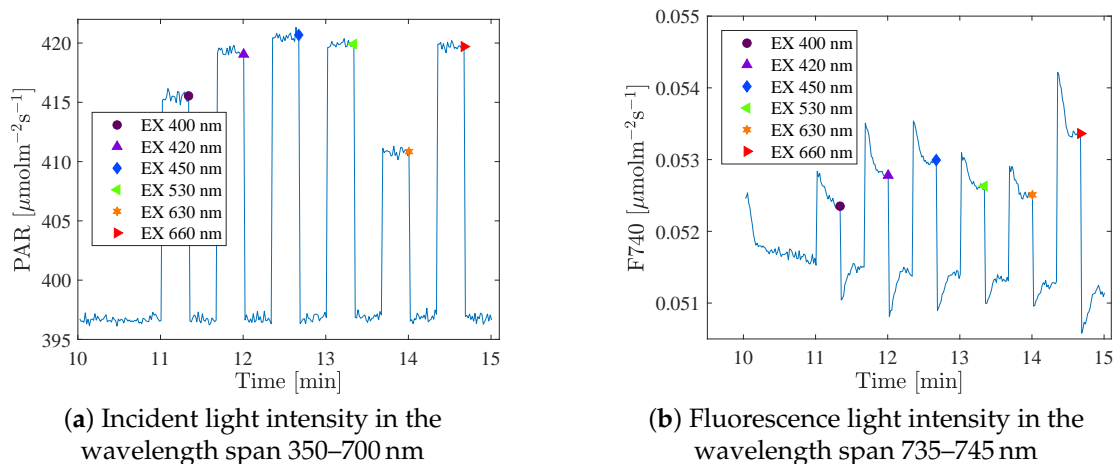 420
415
410
405
400
395
PAR [μmolm−2s−1]
EX 400 nm
EX 420 nm
EX 450 nm
EX 530 nm
EX 630 nm
EX 660 nm
10 11 12 13 14 15
Time [min]
(a) Incident light intensity in the
wavelength span 350–700 nm
0.055
0.054
0.053
0.052
0.051
F740 [μmolm−2s−1]
EX 400 nm
EX 420 nm
EX 450 nm
EX 530 nm
EX 630 nm
EX 660 nm
10 11 12 13 14 15
Time [min]
(b) Fluorescence light intensity in the
wavelength span 735–745 nm